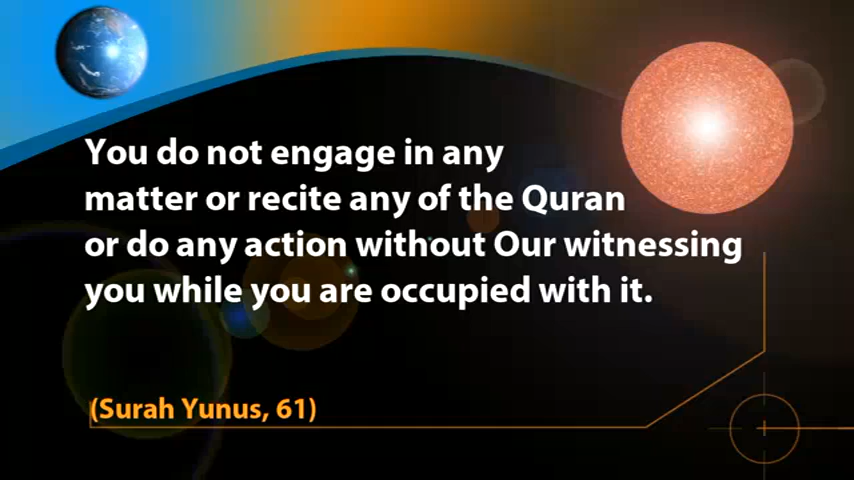 You do not engage in any
matter or recite any of the Quran
or do any action without Our witnessing
you while you are occupied with it.
(Surah Yunus, 61)